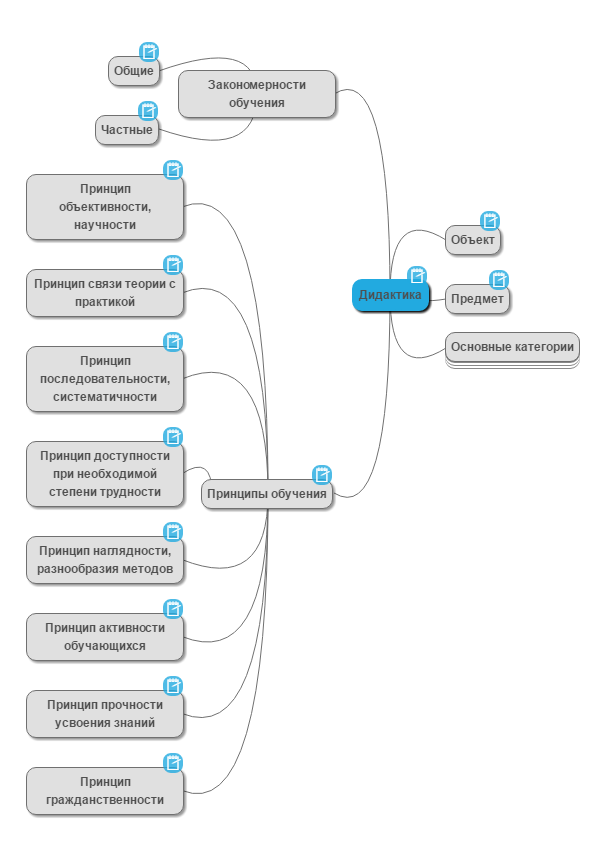 Общие
Закономерности
обучения
Частные
Принцип
объективности,
научности
Принцип связи теории с
практикой
Принцип
последовательности,
систематичности
Принцип доступности
при необходимой
степени трудности
Принцип наглядности,
разнообразия методов
Принцип активности
обучающихся
Принцип прочности
усвоения знаний
Принцип
гражданственности
Принципы обучения
Дидактика
Объект
Предмет
Основные категории